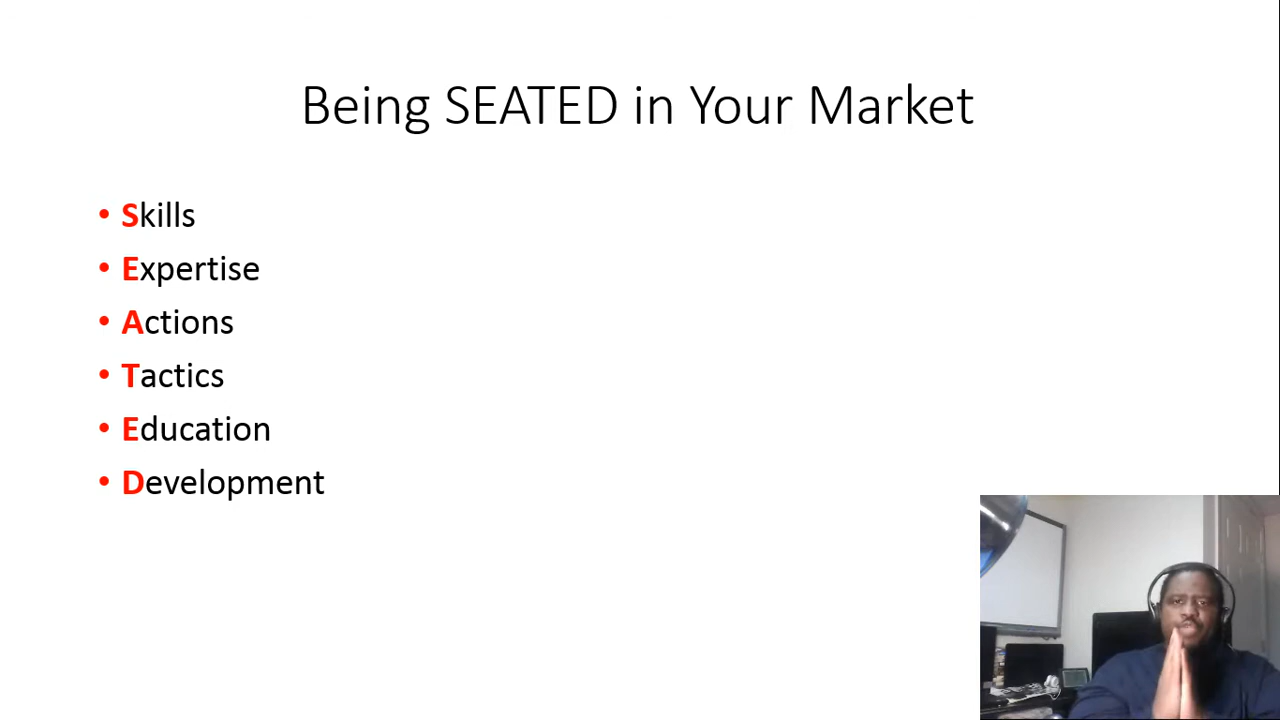 Being SEATED in Your Market
• Skills
• Expertise
• Actions
• Tactics
• Education
• Development